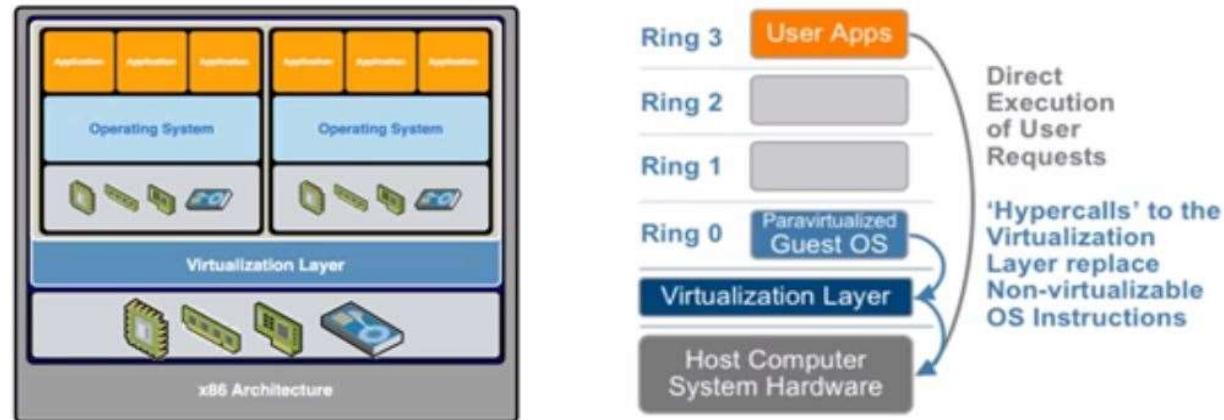 Application Application Application Application Application Application
Operating System Operating System
Virtualization Layer
x86 Architecture
Ring 3 User Apps
Ring 2
Ring 1
Ring 0 Paravirtualized
Guest OS
Virtualization Layer
Host Computer
System Hardware
Direct
Execution
of User
Requests
‘Hypercalls’ to the
Virtualization
Layer replace
Non-virtualizable
OS Instructions